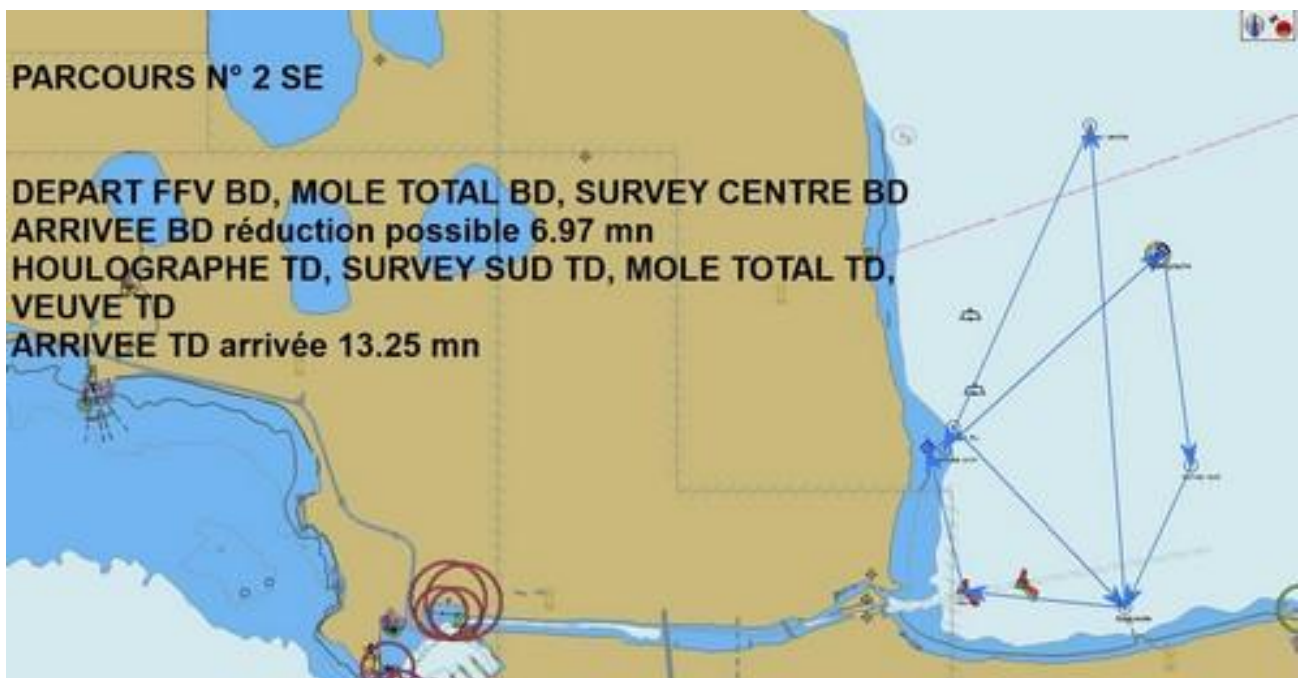 PARCOURS N° 2 SE
DEPART FFV BD, MOLE TOTAL BD, SURVEY CENTRE BD
ARRIVEE BD réduction possible 6.97 mn
HOULOGRAPHE TD, SURVEY SUD TD, MOLE TOTAL TD,
VEUVE TD
ARRIVEE TD arrivée 13.25 mn